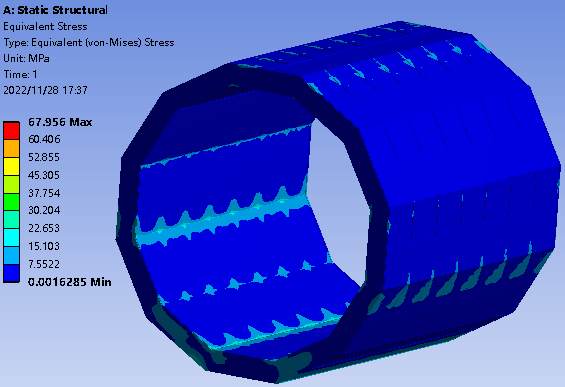 A: Static Structural
Equivalent Stress
Type: Equivalent (von-Mises) Stress
Unit: MPa
Time: 1
2022/11/28 17:37
67.956 Max
60.406
52.855
45.305
37.754
30.204
22.653
15.103
7.5522
0.0016285 Min